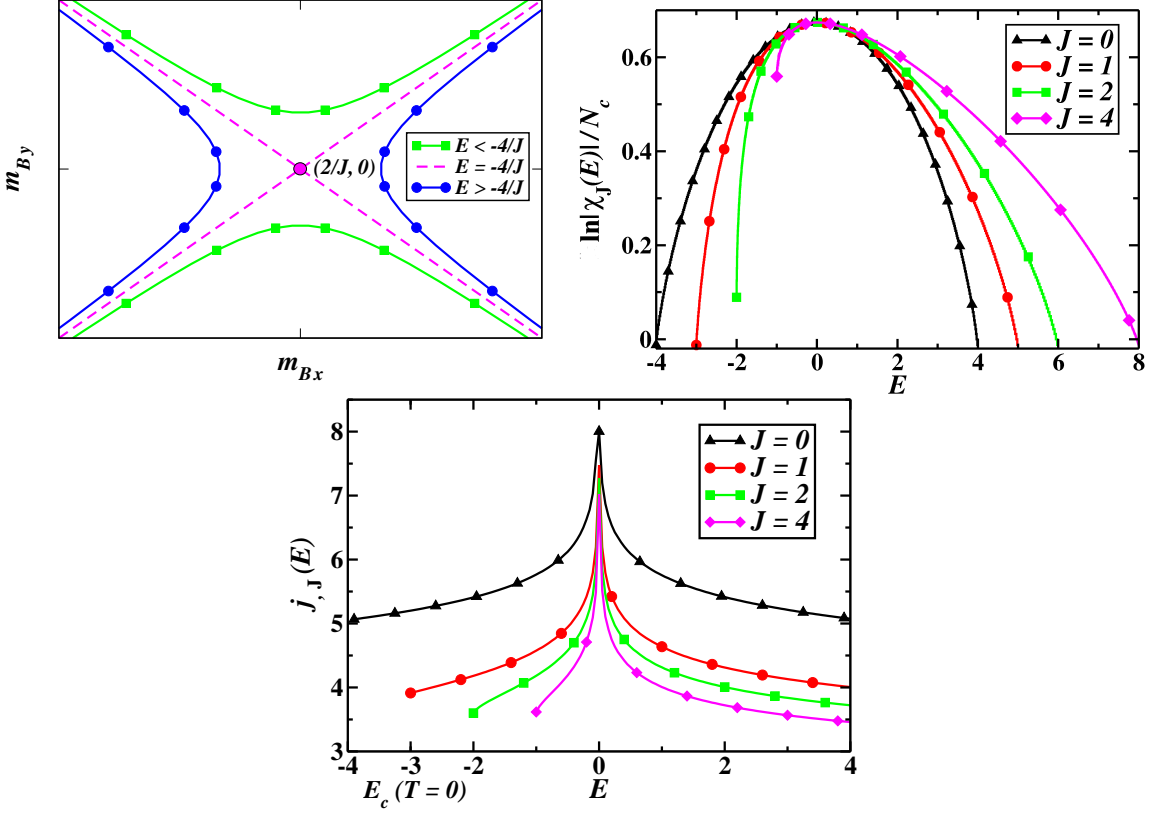 m_By
(2/J, 0)
E < -4/J
E = -4/J
E > -4/J
m_Bx
ln|χ_J(E)|/N_c
0.6
0.4
0.2
0
J = 0
J = 1
J = 2
J = 4
-4 -2 0 2 4 6 8
E
j_,J(E)
8
7
6
5
4
3
J = 0
J = 1
J = 2
J = 4
-4 -3 -2 0 2 4
E_c (T = 0) E